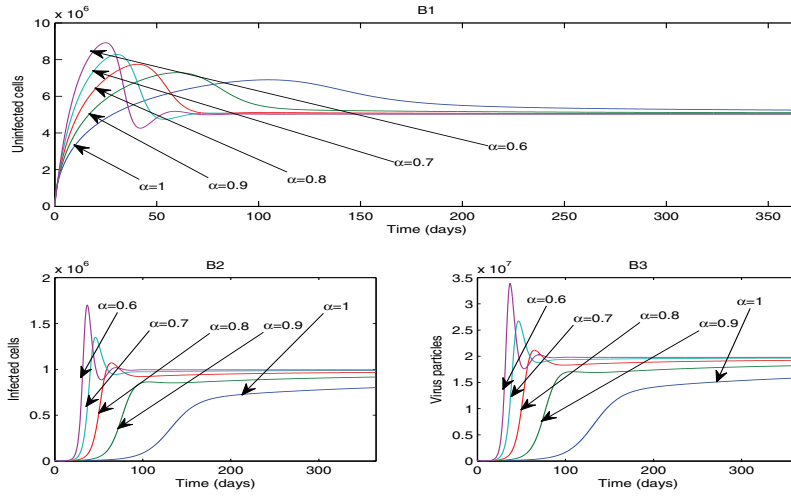 B1
x 10^6
10
8
6
4
2
0
Uninfected cells
α=0.6
α=0.7
α=0.8
α=0.9
α=1
0 50 100 150 200 250 300 350
Time (days)
B2
x 10^6
2
1.5
1
0.5
0
Infected cells
α=0.6
α=0.7
α=0.8
α=0.9
α=1
0 100 200 300
Time (days)
B3
x 10^7
3.5
3
2.5
2
1.5
1
0.5
0
Virus particles
α=0.6
α=0.7
α=0.8
α=0.9
α=1
0 100 200 300
Time (days)